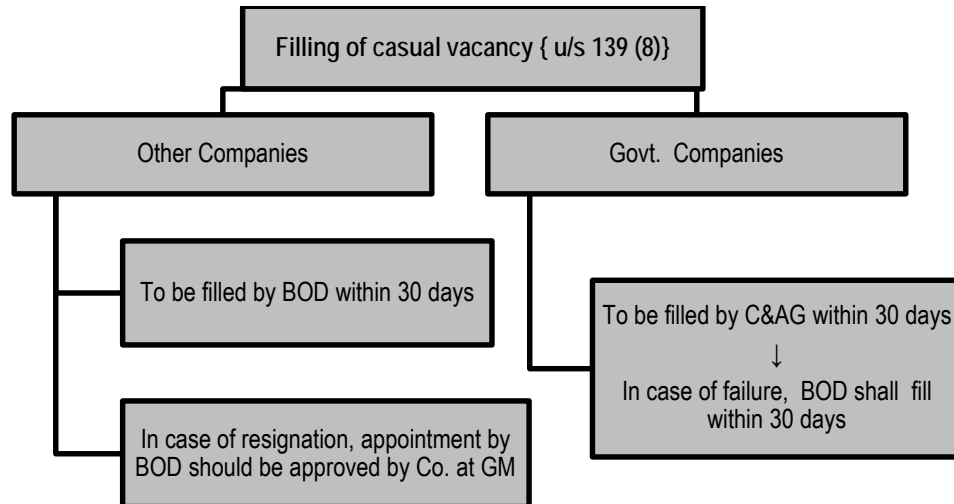 Filling of casual vacancy { u/s 139 (8)}
Other Companies
Govt. Companies
To be filled by BOD within 30 days
In case of resignation, appointment by
BOD should be approved by Co. at GM
To be filled by C&AG within 30 days
↓
In case of failure, BOD shall fill
within 30 days